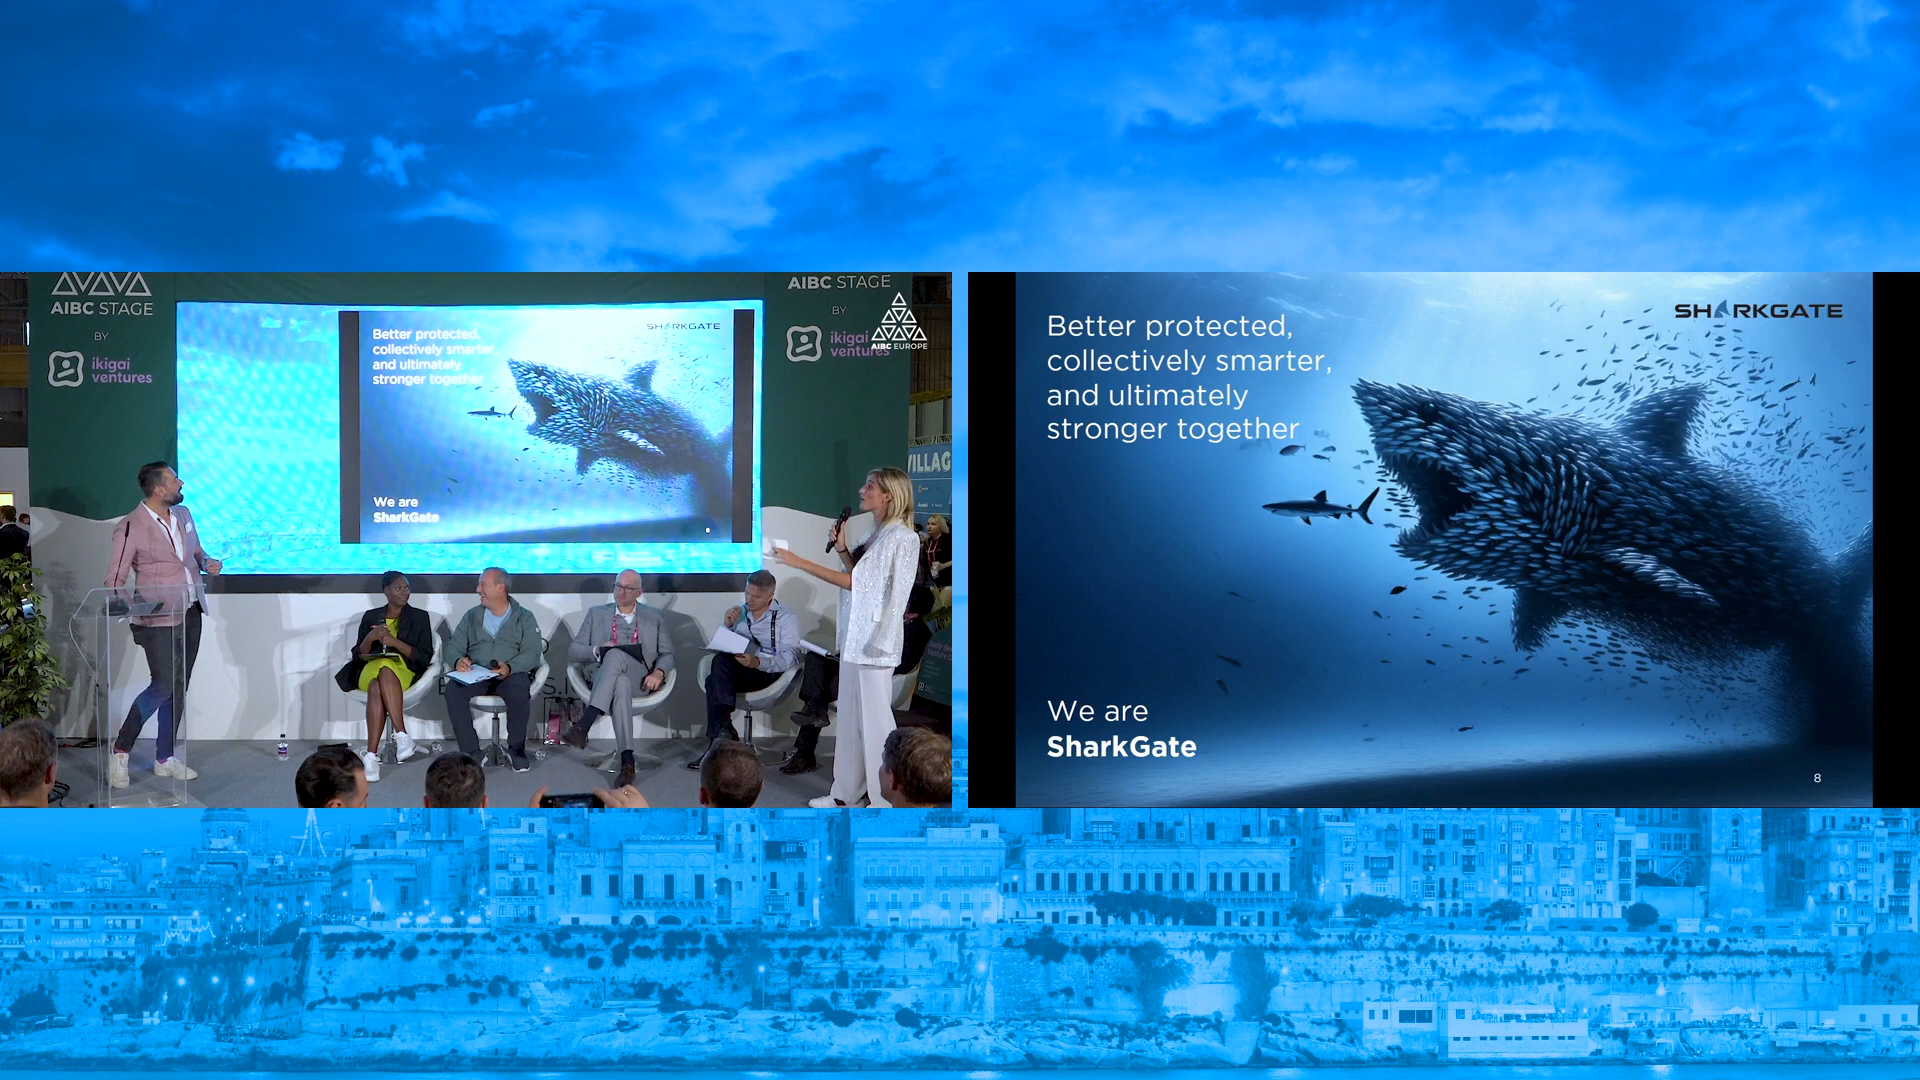 AIBC STAGE
BY
ikigai
ventures
Better protected,
collectively smarter,
and ultimately
stronger together
SHARKGATE
We are
SharkGate
8
AIBC STAGE
BY
ikigai
ventures
AIBC EUROPE
VILLAG
Better protected,
collectively smarter,
and ultimately
stronger together
SHARKGATE
We are
SharkGate
8